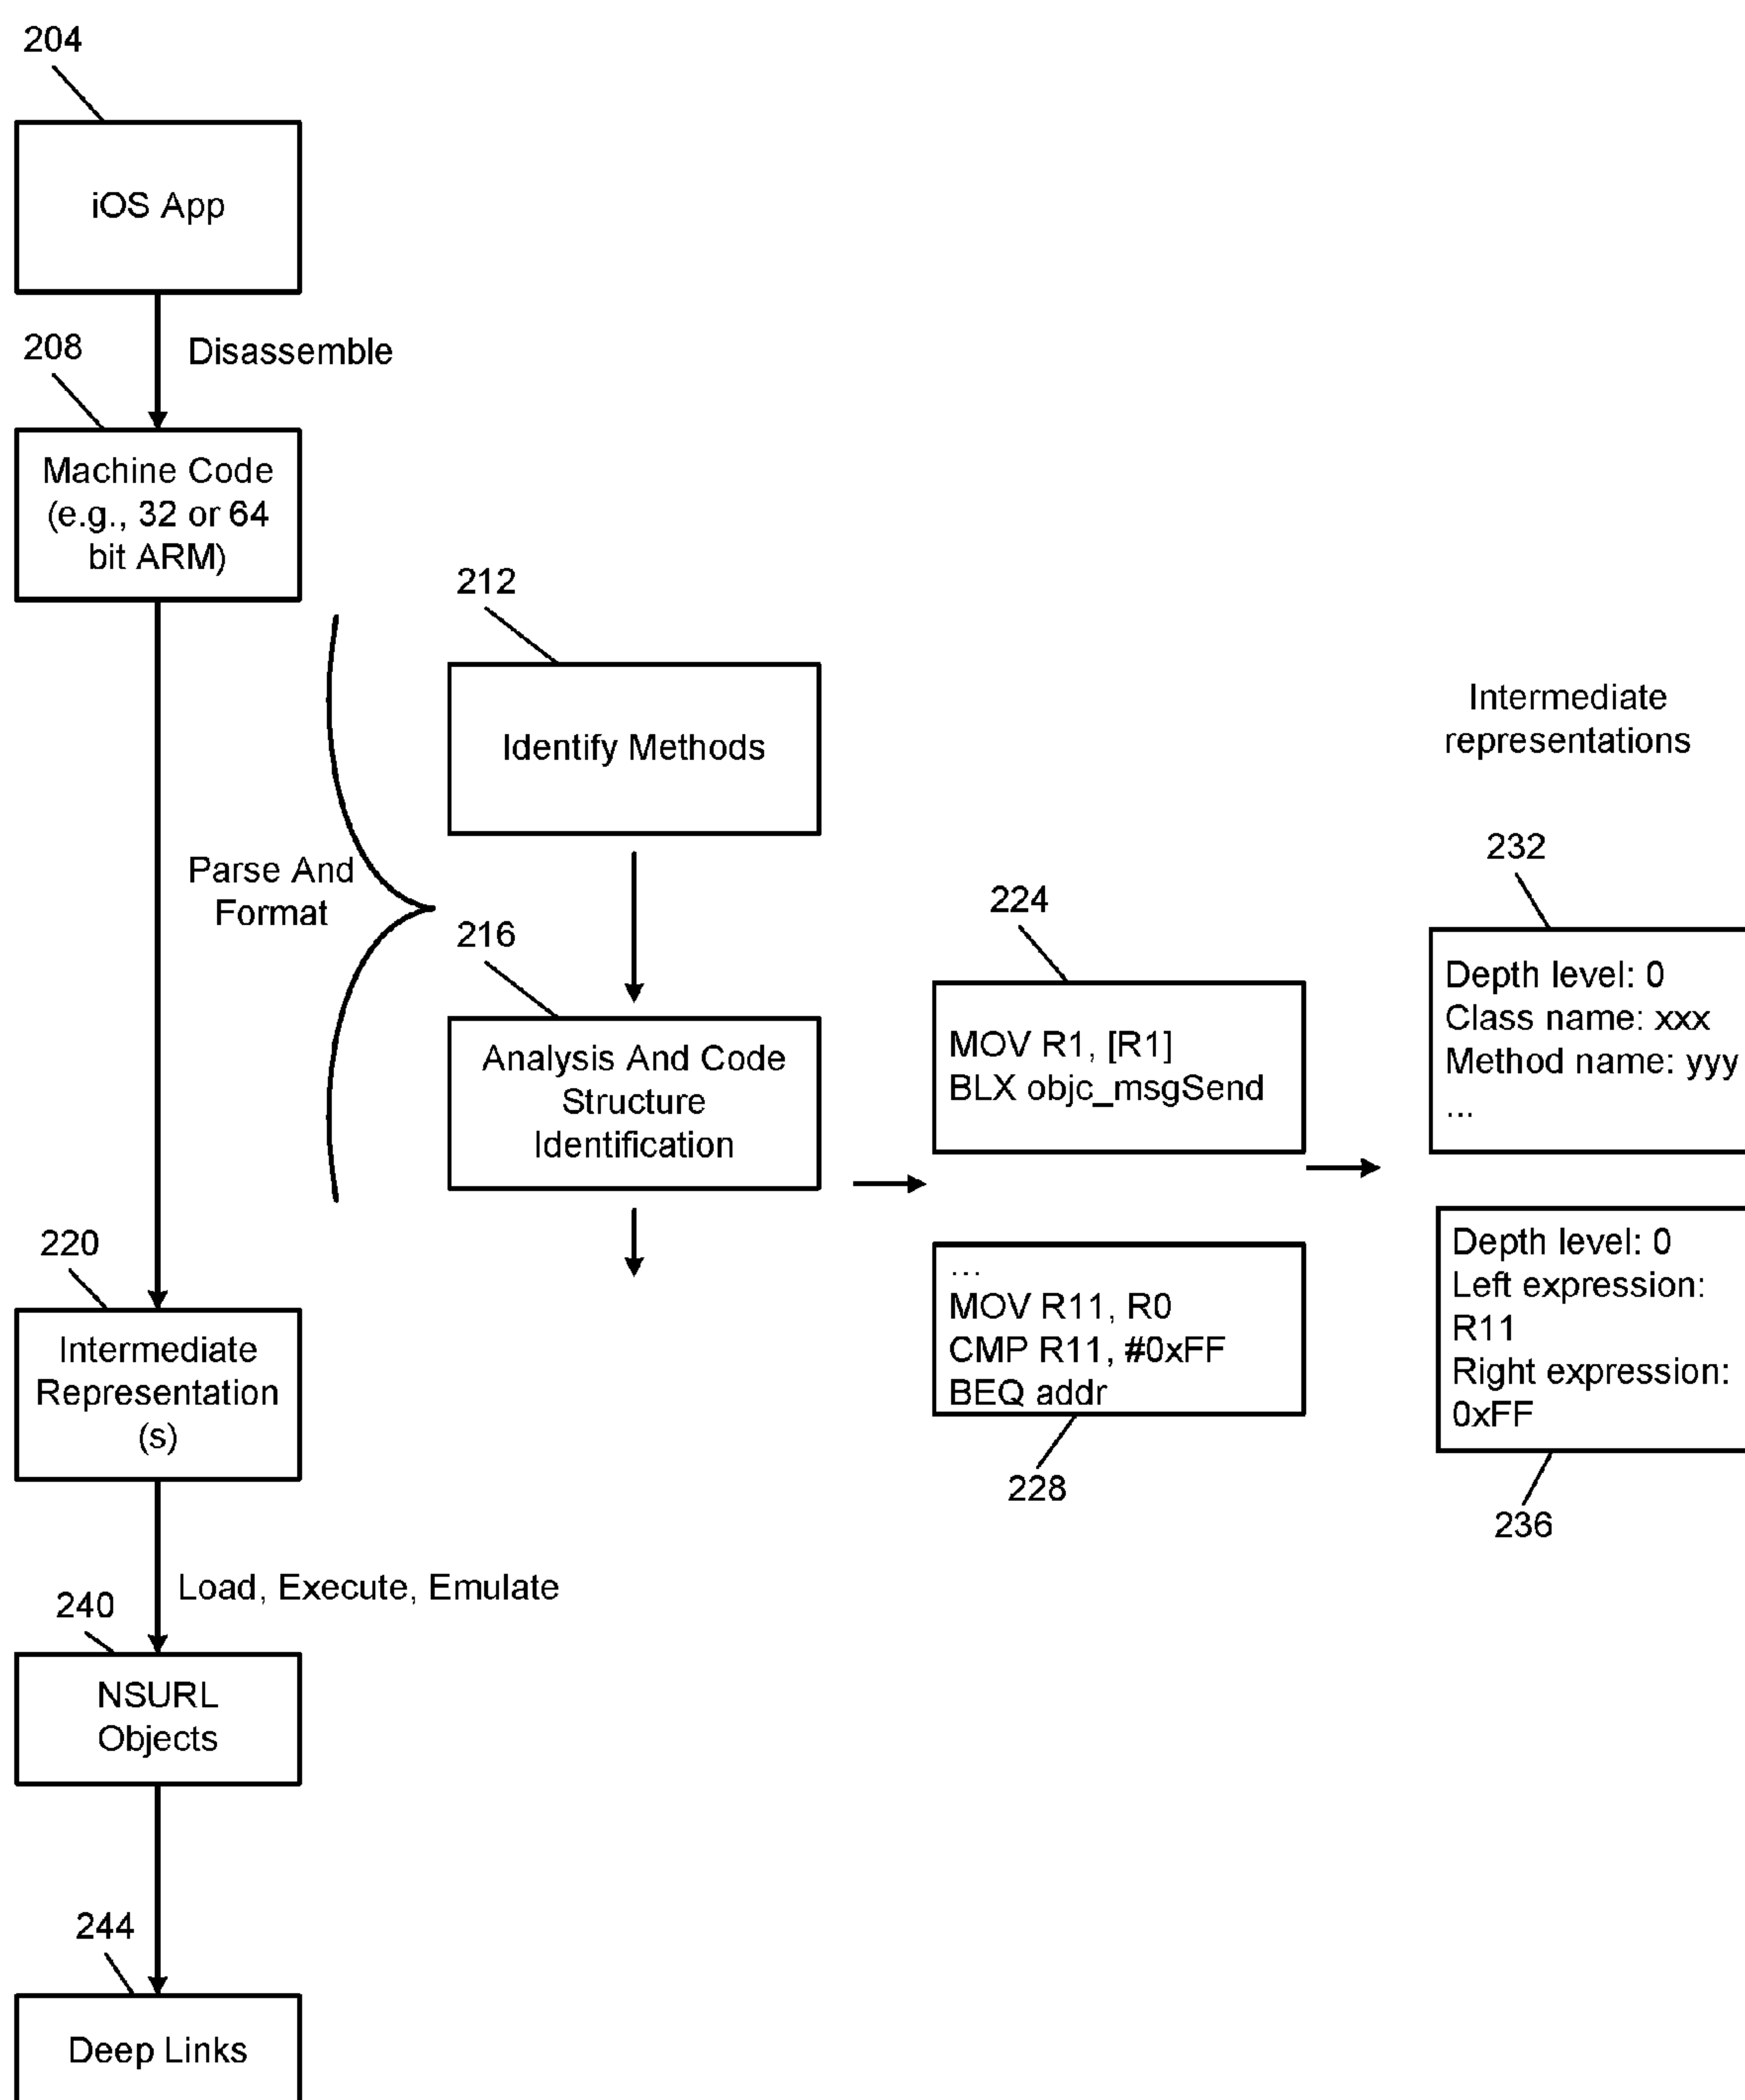 204
iOS App
Disassemble
208
Machine Code
(e.g., 32 or 64
bit ARM)
Parse And
Format
212
Identify Methods
216
Analysis And Code
Structure
Identification
224
MOV R1, [R1]
BLX objc_msgSend
...
MOV R11, R0
CMP R11, #0xFF
BEQ addr
228
Intermediate
representations
232
Depth level: 0
Class name: xxx
Method name: yyy
...
Depth level: 0
Left expression:
R11
Right expression:
0xFF
236
220
Intermediate
Representation
(s)
Load, Execute, Emulate
240
NSURL
Objects
244
Deep Links